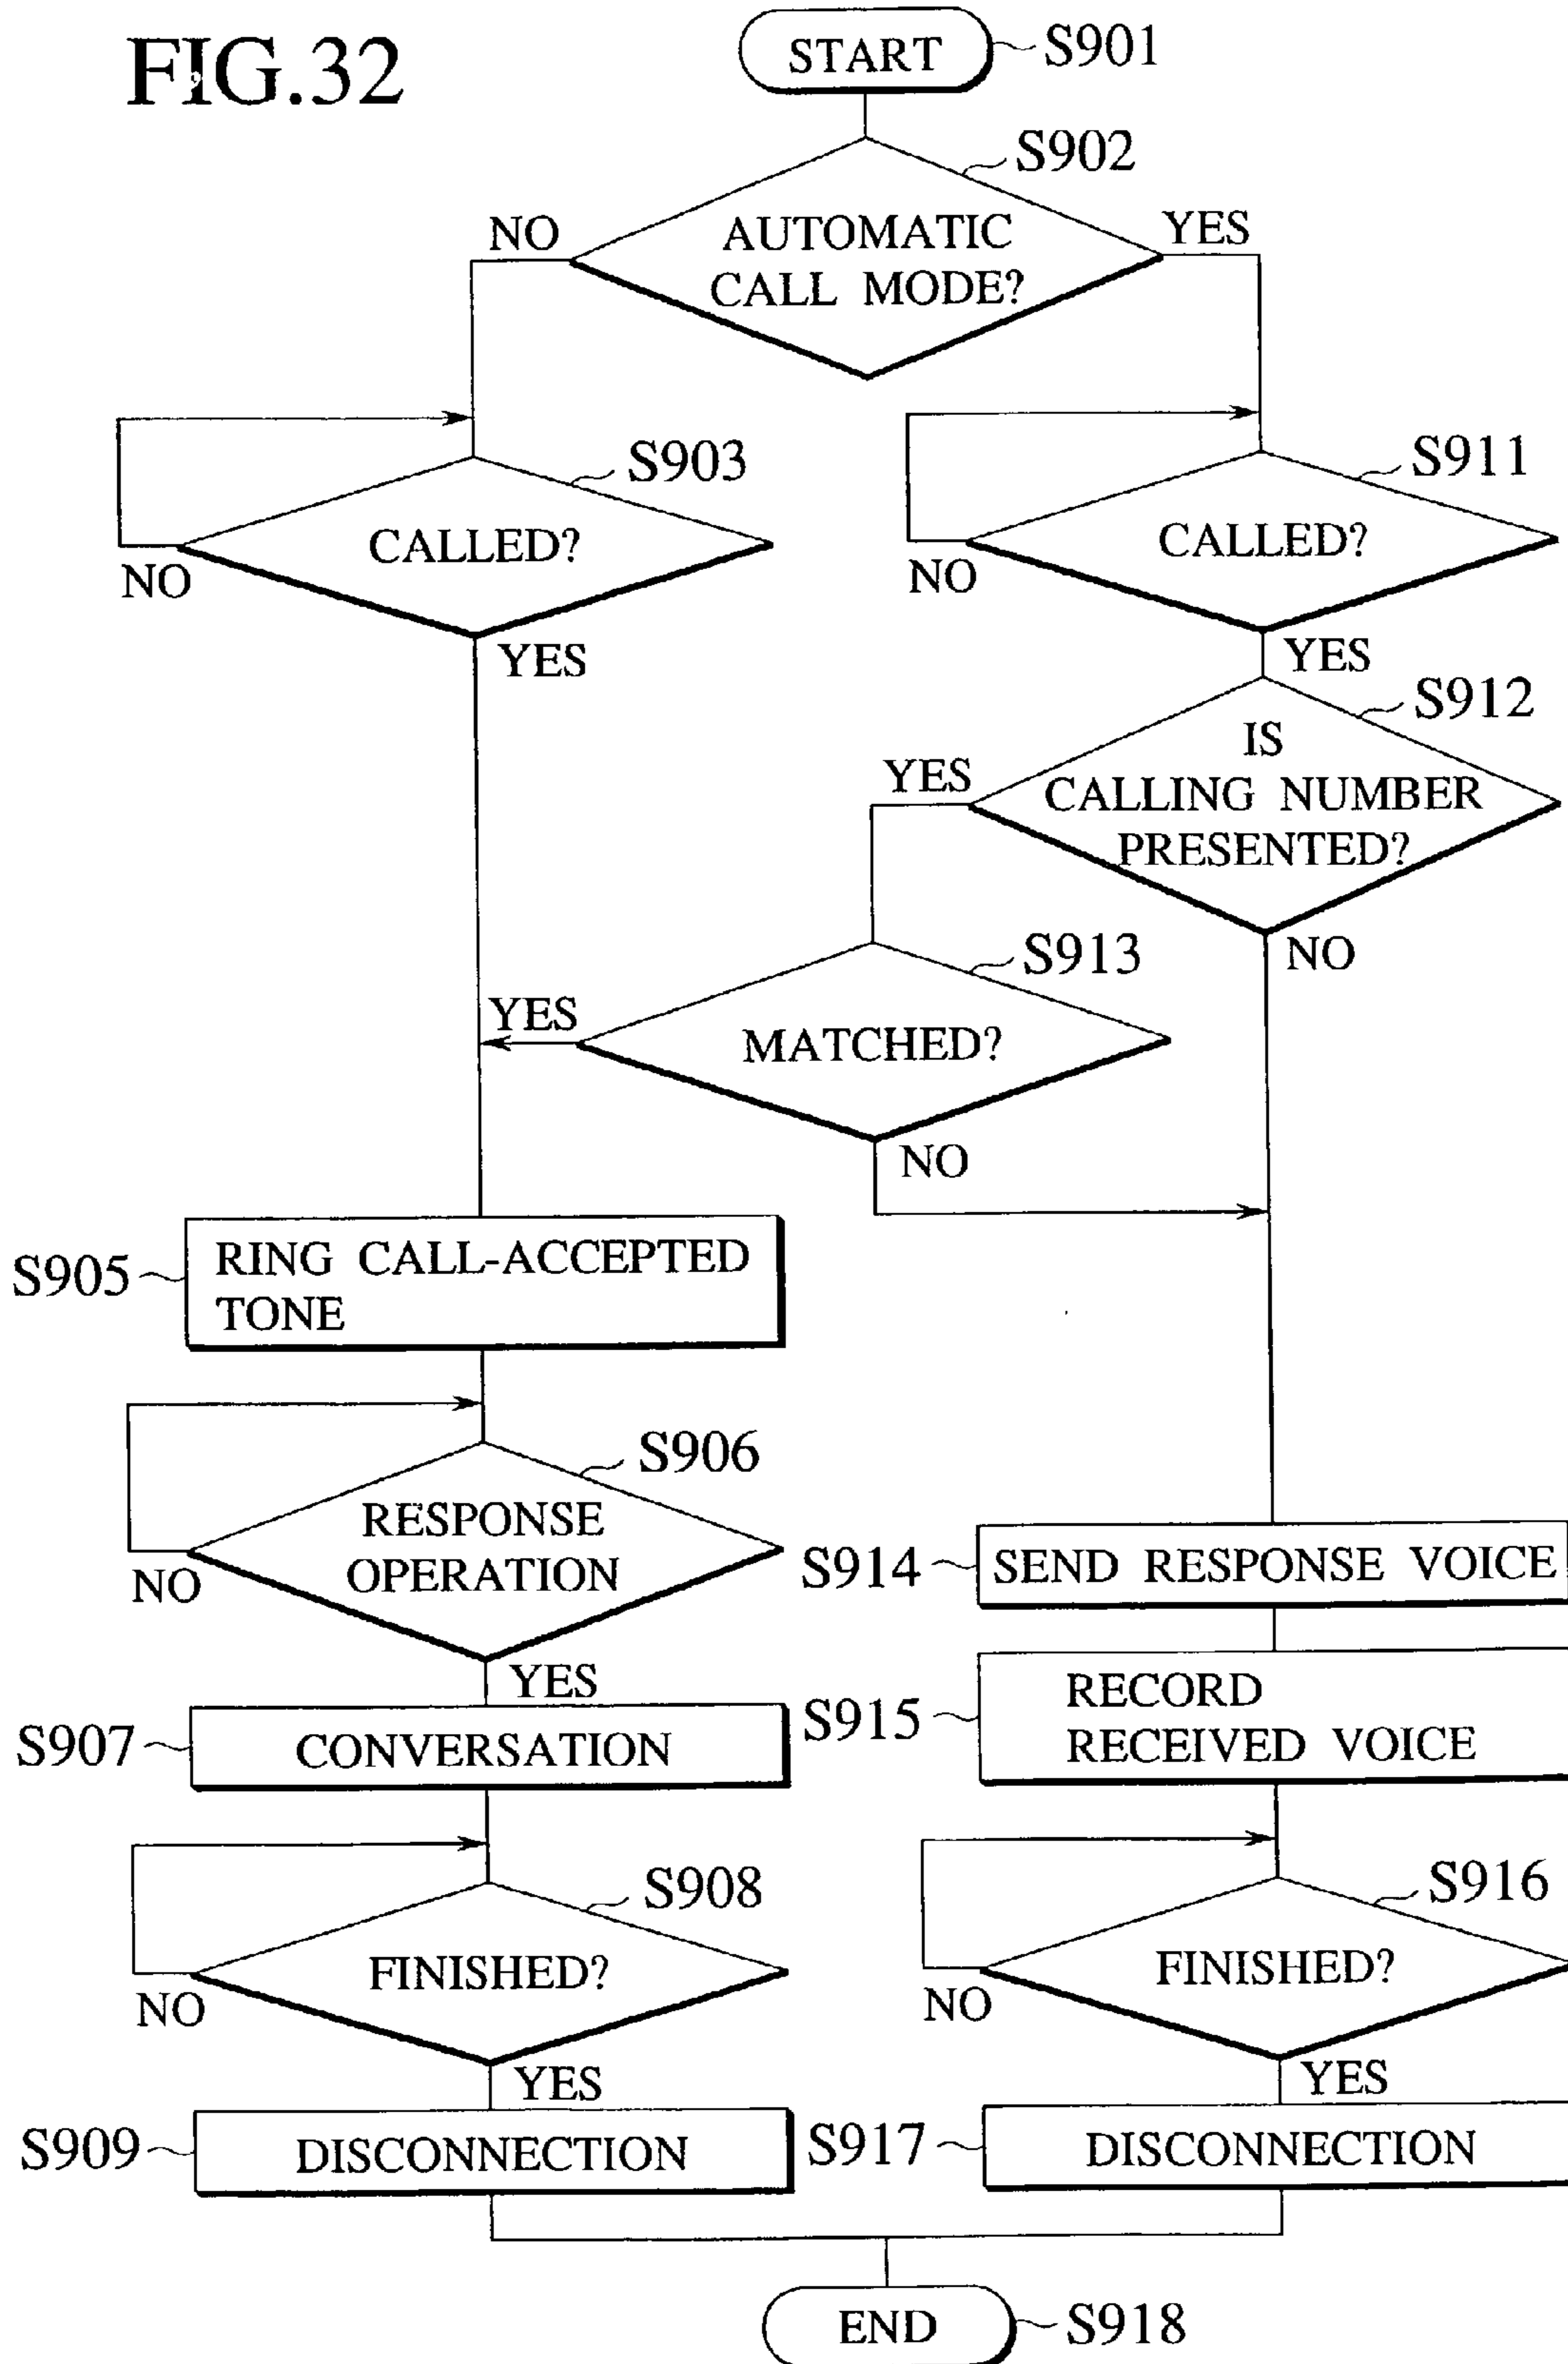 FIG.32
START
S901
S902
NO
AUTOMATIC
CALL MODE?
YES
S903
CALLED?
NO
YES
S911
CALLED?
NO
YES
S912
IS
CALLING NUMBER
PRESENTED?
YES
NO
S913
YES
MATCHED?
NO
S905
RING CALL-ACCEPTED
TONE
S906
RESPONSE
OPERATION
NO
YES
S914
SEND RESPONSE VOICE
S907
CONVERSATION
S915
RECORD
RECEIVED VOICE
S908
FINISHED?
NO
YES
S916
FINISHED?
NO
YES
S909
DISCONNECTION
S917
DISCONNECTION
END
S918